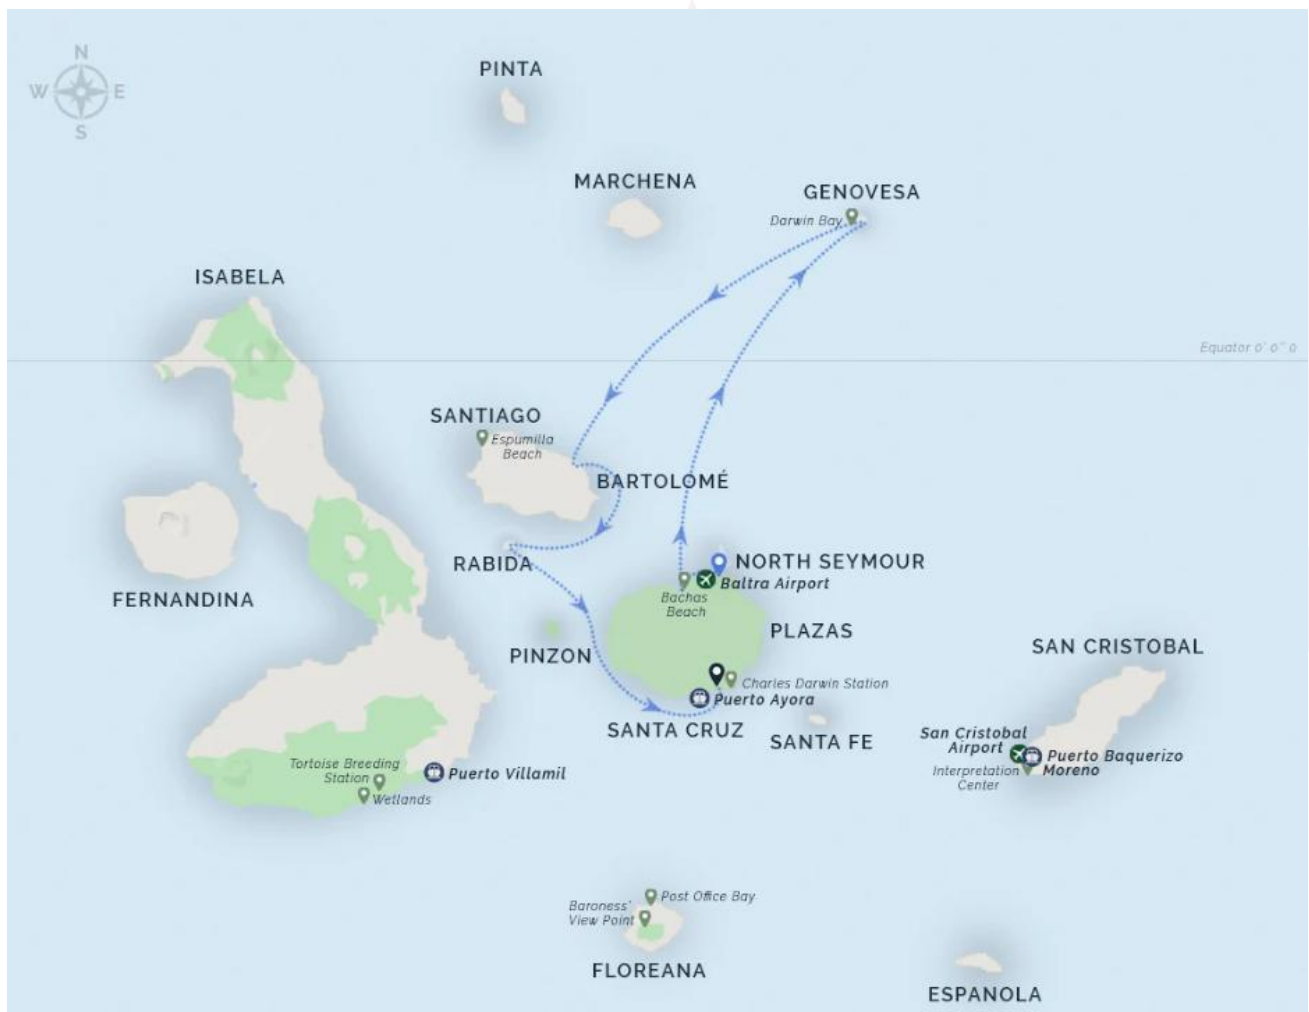 N
W E
S
PINTA
MARCHENA
GENOVESA
Darwin Bay
ISABELA
Equator 0° 0'' 0
SANTIAGO
Espumilla
Beach
BARTOLOMÉ
RABIDA
NORTH SEYMOUR
Baltra Airport
Bachas
Beach
FERNANDINA
PLAZAS
PINZON
SAN CRISTOBAL
Charles Darwin Station
Puerto Ayora
SANTA CRUZ
SANTA FE
San Cristobal
Airport
Puerto Baquerizo
Moreno
Interpretation
Center
Tortoise Breeding
Station
Puerto Villamil
Wetlands
Post Office Bay
Baroness'
View Point
FLOREANA
ESPANOLA